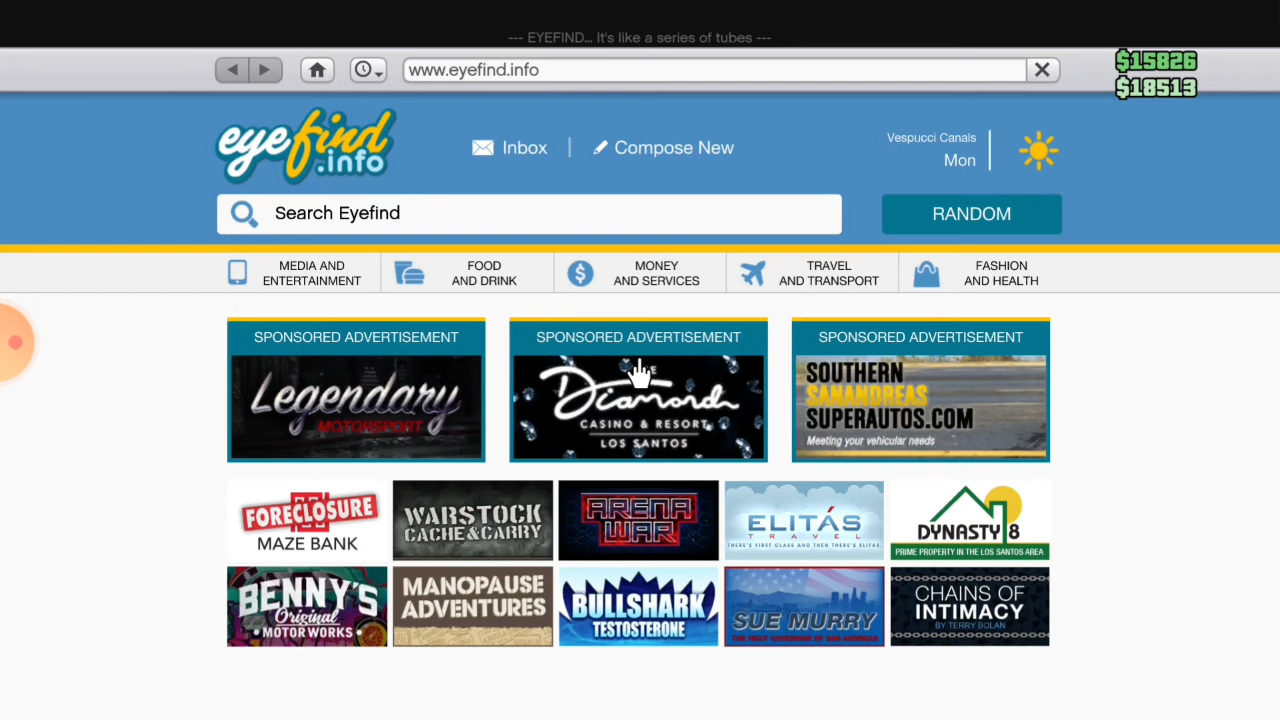 --- EYEFIND... It's like a series of tubes ---
www.eyefind.info
$15826
$18513
eyefind
.info
Inbox
Compose New
Vespucci Canals
Mon
Search Eyefind
RANDOM
MEDIA AND
ENTERTAINMENT
FOOD
AND DRINK
MONEY
AND SERVICES
TRAVEL
AND TRANSPORT
FASHION
AND HEALTH
SPONSORED ADVERTISEMENT
Legendary
MOTORSPORT
SPONSORED ADVERTISEMENT
Diamond
CASINO & RESORT
LOS SANTOS
SPONSORED ADVERTISEMENT
SOUTHERN
SANANDREAS
SUPERAUTOS.COM
Meeting your vehicular needs
FORECLOSURE
MAZE BANK
WARSTOCK
CACHE&CARRY
ARENA
WAR
ELITÁS
TRAVEL
THERE'S FIRST CLASS AND THEN THERE'S ELITÁS
DYNASTY 8
PRIME PROPERTY IN THE LOS SANTOS AREA
BENNY'S
Original
MOTOR WORKS
MANOPAUSE
ADVENTURES
BULLSHARK
TESTOSTERONE
SUE MURRY
THE NEXT GOVERNOR OF SAN ANDREAS
CHAINS OF
INTIMACY
BY TERRY BOLAN